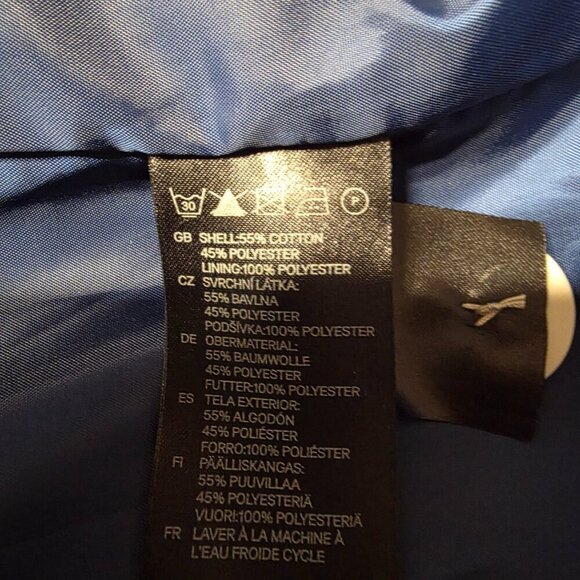 30 P
GB SHELL:55% COTTON
45% POLYESTER
LINING:100% POLYESTER
CZ SVRCHNÍ LÁTKA:
55% BAVLNA
45% POLYESTER
PODŠÍVKA:100% POLYESTER
DE OBERMATERIAL:
55% BAUMWOLLE
45% POLYESTER
FUTTER:100% POLYESTER
ES TELA EXTERIOR:
55% ALGODÓN
45% POLIÉSTER
FORRO:100% POLIÉSTER
FI PÄÄLLISKANGAS:
55% PUUVILLAA
45% POLYESTERIÄ
VUORI:100% POLYESTERIÄ
FR LAVER À LA MACHINE À
L'EAU FROIDE CYCLE